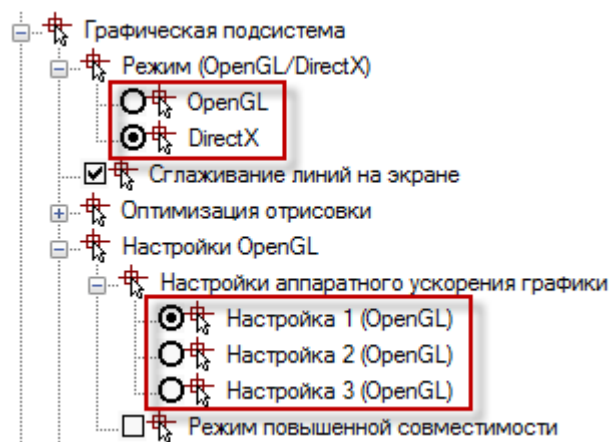 Графическая подсистема
Режим (OpenGL/DirectX)
OpenGL
DirectX
Сглаживание линий на экране
Оптимизация отрисовки
Настройки OpenGL
Настройки аппаратного ускорения графики
Настройка 1 (OpenGL)
Настройка 2 (OpenGL)
Настройка 3 (OpenGL)
Режим повышенной совместимости